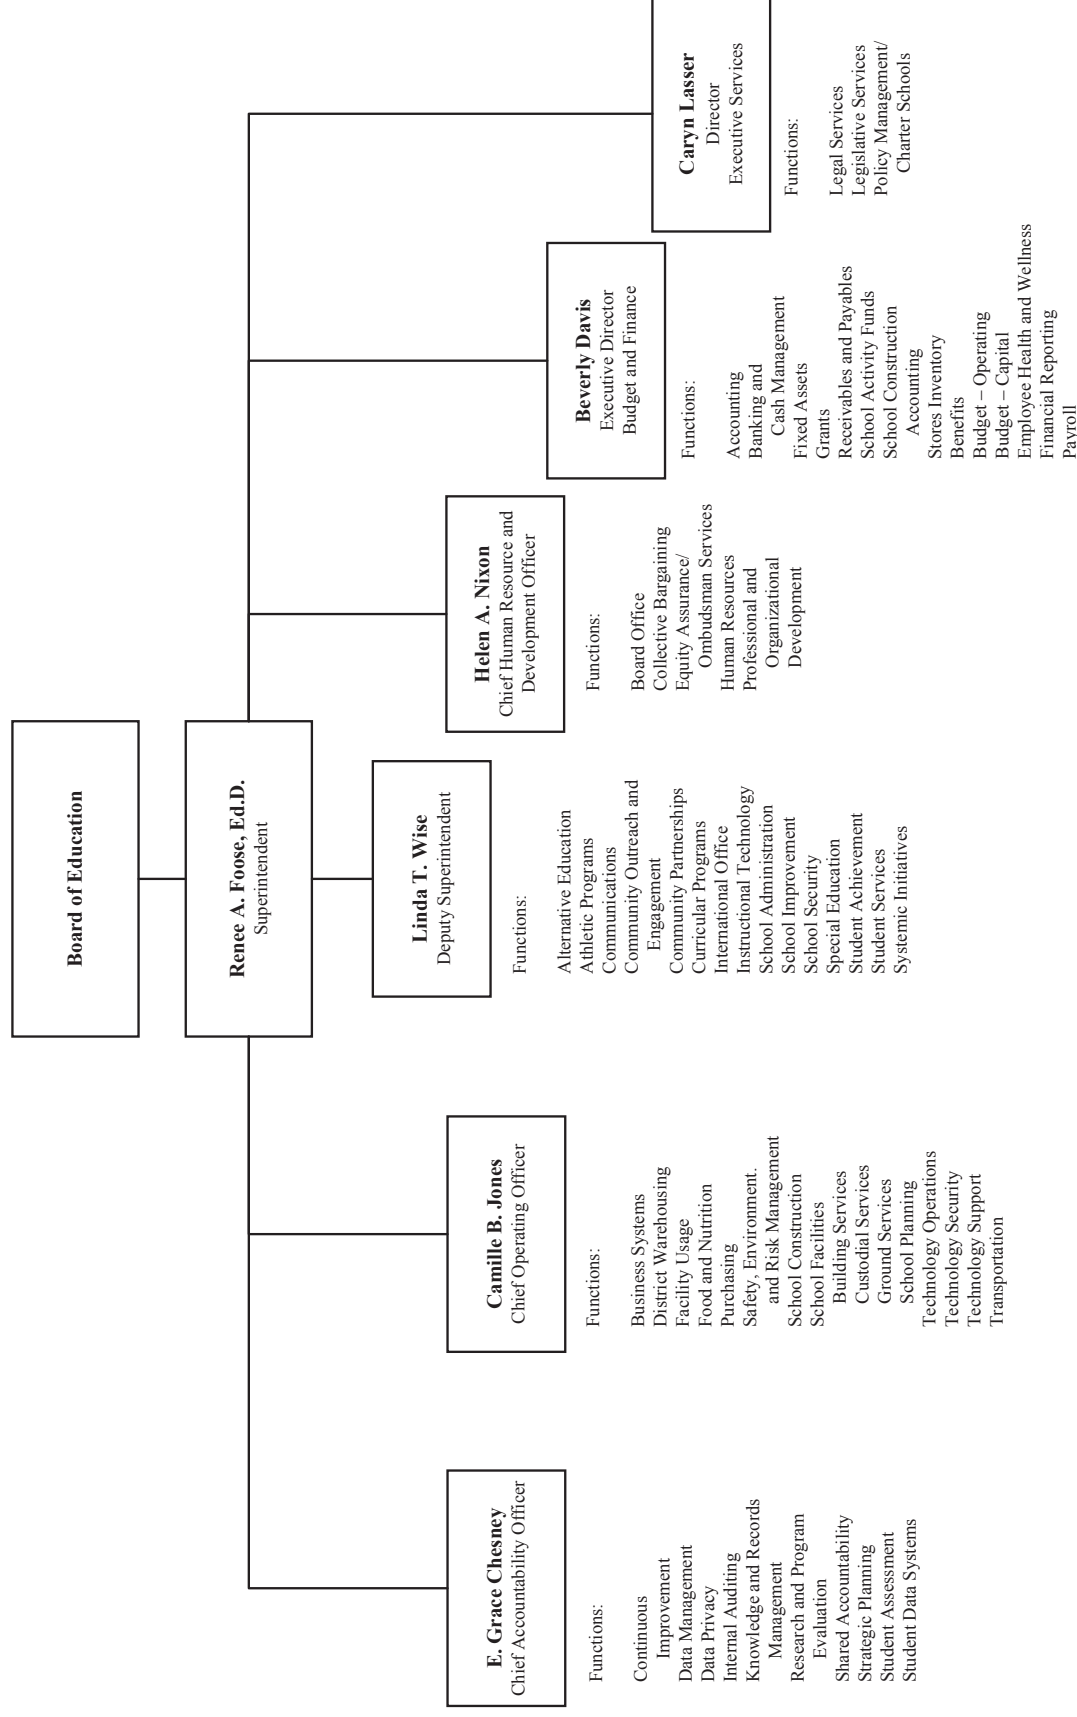 Board of Education
Renee A. Foose, Ed.D.
Superintendent
E. Grace Chesney
Chief Accountability Officer
Functions:
Continuous
Improvement
Data Management
Data Privacy
Internal Auditing
Knowledge and Records
Management
Research and Program
Evaluation
Shared Accountability
Strategic Planning
Student Assessment
Student Data Systems
Camille B. Jones
Chief Operating Officer
Functions:
Business Systems
District Warehousing
Facility Usage
Food and Nutrition
Purchasing
Safety, Environment.
and Risk Management
School Construction
School Facilities
Building Services
Custodial Services
Ground Services
School Planning
Technology Operations
Technology Security
Technology Support
Transportation
Linda T. Wise
Deputy Superintendent
Functions:
Alternative Education
Athletic Programs
Communications
Community Outreach and
Engagement
Community Partnerships
Curricular Programs
International Office
Instructional Technology
School Administration
School Improvement
School Security
Special Education
Student Achievement
Student Services
Systemic Initiatives
Helen A. Nixon
Chief Human Resource and
Development Officer
Functions:
Board Office
Collective Bargaining
Equity Assurance/
Ombudsman Services
Human Resources
Professional and
Organizational
Development
Beverly Davis
Executive Director
Budget and Finance
Functions:
Accounting
Banking and
Cash Management
Fixed Assets
Grants
Receivables and Payables
School Activity Funds
School Construction
Accounting
Stores Inventory
Benefits
Budget – Operating
Budget – Capital
Employee Health and Wellness
Financial Reporting
Payroll
Caryn Lasser
Director
Executive Services
Functions:
Legal Services
Legislative Services
Policy Management/
Charter Schools